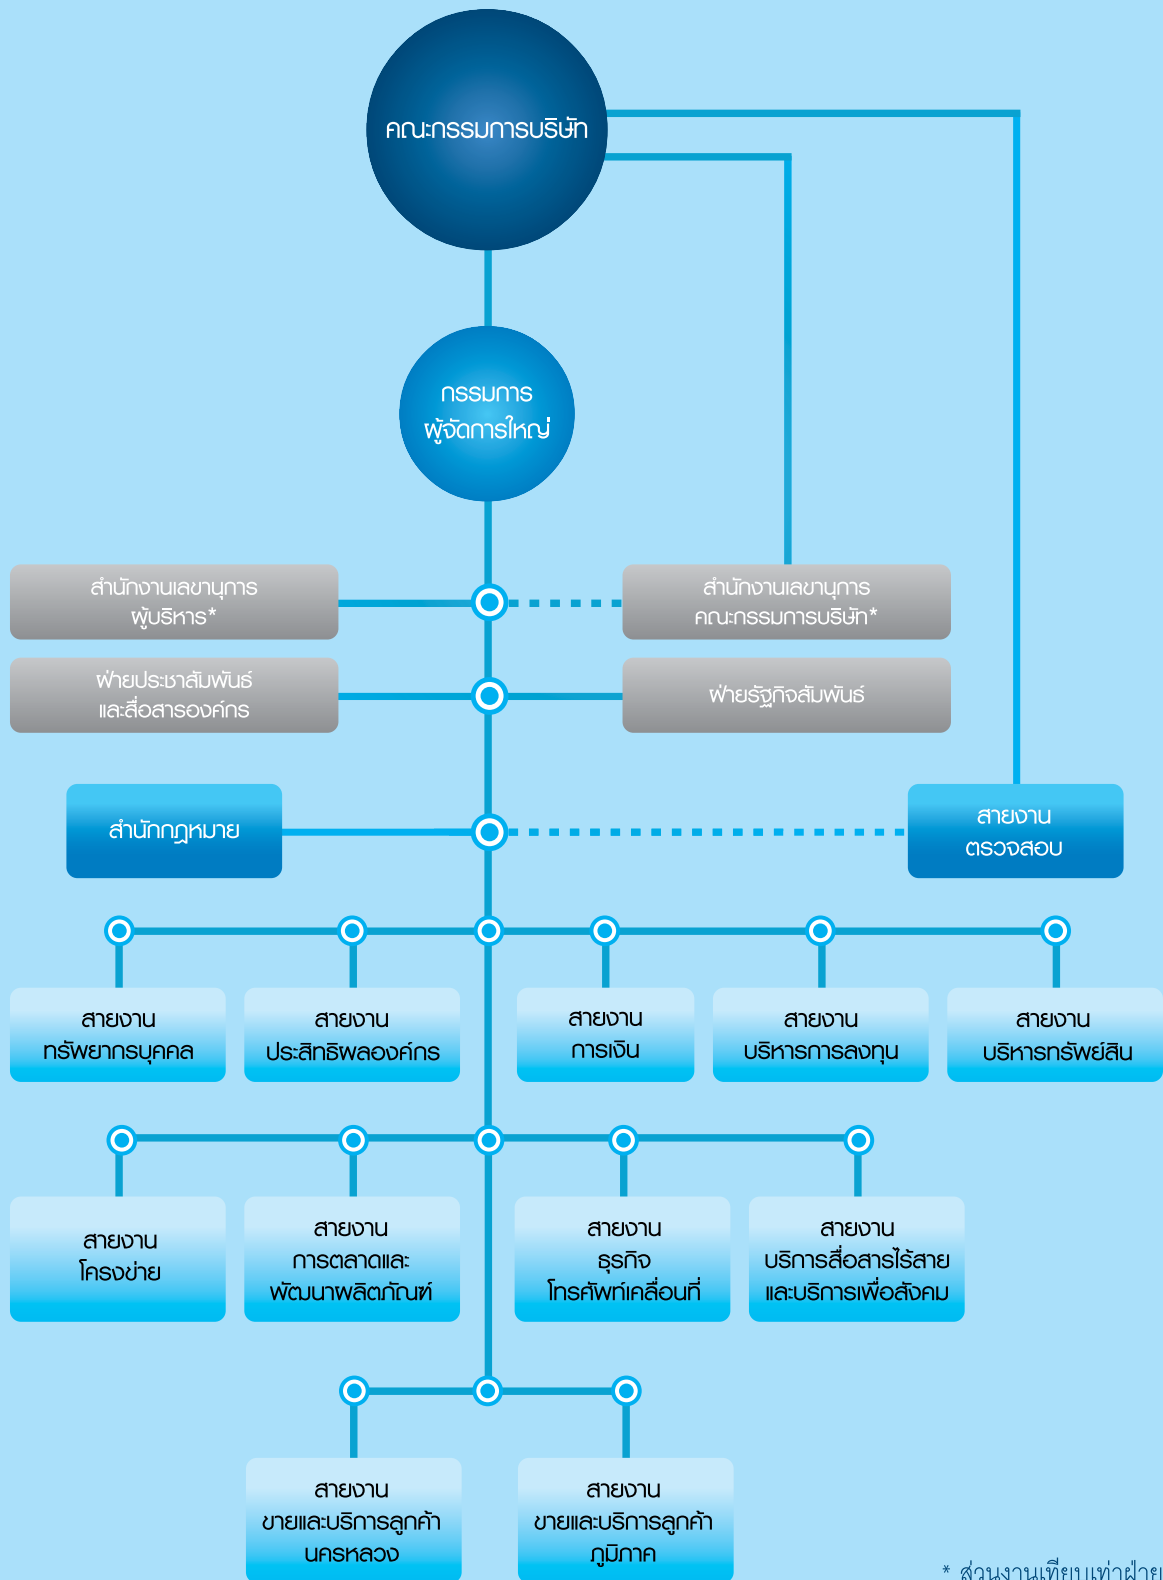 คณะกรรมการบริษัท
กรรมการ
ผู้จัดการใหญ่
สำนักงานเลขานุการ
ผู้บริหาร*
สำนักงานเลขานุการ
คณะกรรมการบริษัท*
ฝ่ายประชาสัมพันธ์
และสื่อสารองค์กร
ฝ่ายรัฐกิจสัมพันธ์
สำนักกฎหมาย
สายงาน
ตรวจสอบ
สายงาน
ทรัพยากรบุคคล
สายงาน
ประสิทธิผลองค์กร
สายงาน
การเงิน
สายงาน
บริหารการลงทุน
สายงาน
บริหารทรัพย์สิน
สายงาน
โครงข่าย
สายงาน
การตลาดและ
พัฒนาผลิตภัณฑ์
สายงาน
ธุรกิจ
โทรศัพท์เคลื่อนที่
สายงาน
บริการสื่อสารไร้สาย
และบริการเพื่อสังคม
สายงาน
ขายและบริการลูกค้า
นครหลวง
สายงาน
ขายและบริการลูกค้า
ภูมิภาค
* ส่วนงานเทียบเท่าฝ่าย